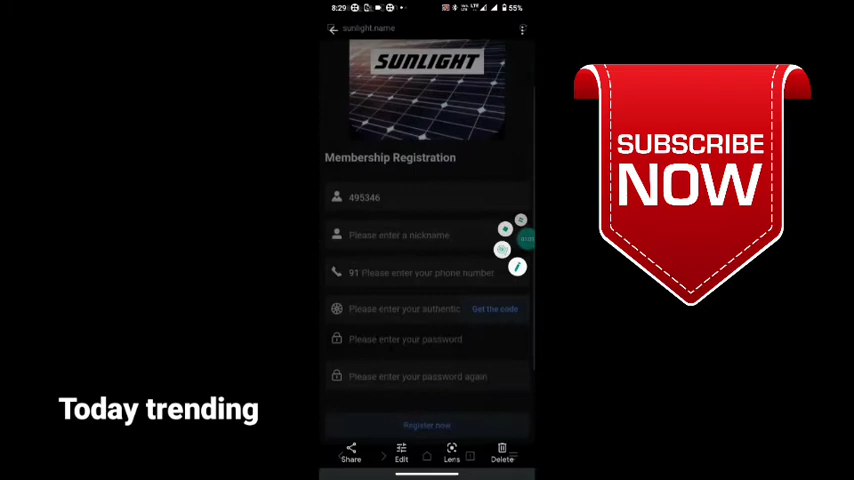 8:29
55%
sunlight.name
SUNLIGHT
Membership Registration
495346
Please enter a nickname
91 Please enter your phone number
Please enter your authentic Get the code
Please enter your password
Please enter your password again
Register now
Share Edit Lens Delete
SUBSCRIBE
NOW
Today trending